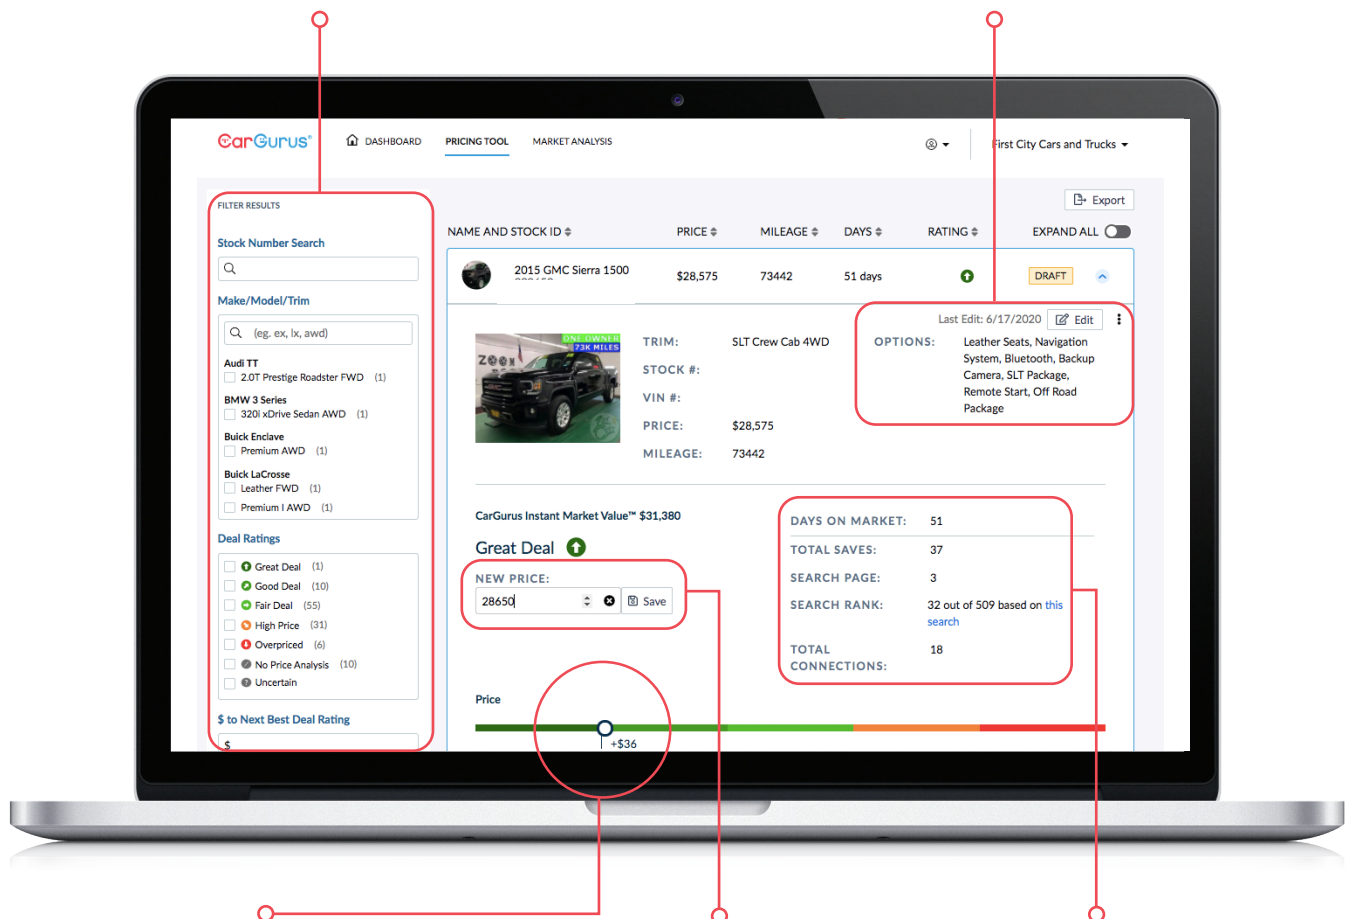 CarGurus®
DASHBOARD
PRICING TOOL
MARKET ANALYSIS
First City Cars and Trucks
FILTER RESULTS
Stock Number Search
Make/Model/Trim
(eg. ex, lx, awd)
Audi TT
2.0T Prestige Roadster FWD (1)
BMW 3 Series
320i xDrive Sedan AWD (1)
Buick Enclave
Premium AWD (1)
Buick LaCrosse
Leather FWD (1)
Premium I AWD (1)
Deal Ratings
Great Deal (1)
Good Deal (10)
Fair Deal (55)
High Price (31)
Overpriced (6)
No Price Analysis (10)
Uncertain
$ to Next Best Deal Rating
$
Export
NAME AND STOCK ID PRICE MILEAGE DAYS RATING EXPAND ALL
2015 GMC Sierra 1500 $28,575 73442 51 days DRAFT
Last Edit: 6/17/2020 Edit
ONE OWNER
73K MILES
ZOOM
TRIM: SLT Crew Cab 4WD
STOCK #:
VIN #:
PRICE: $28,575
MILEAGE: 73442
OPTIONS: Leather Seats, Navigation
System, Bluetooth, Backup
Camera, SLT Package,
Remote Start, Off Road
Package
CarGurus Instant Market Value™ $31,380
Great Deal
NEW PRICE:
28650 Save
DAYS ON MARKET: 51
TOTAL SAVES: 37
SEARCH PAGE: 3
SEARCH RANK: 32 out of 509 based on this
search
TOTAL
CONNECTIONS: 18
Price
+$36